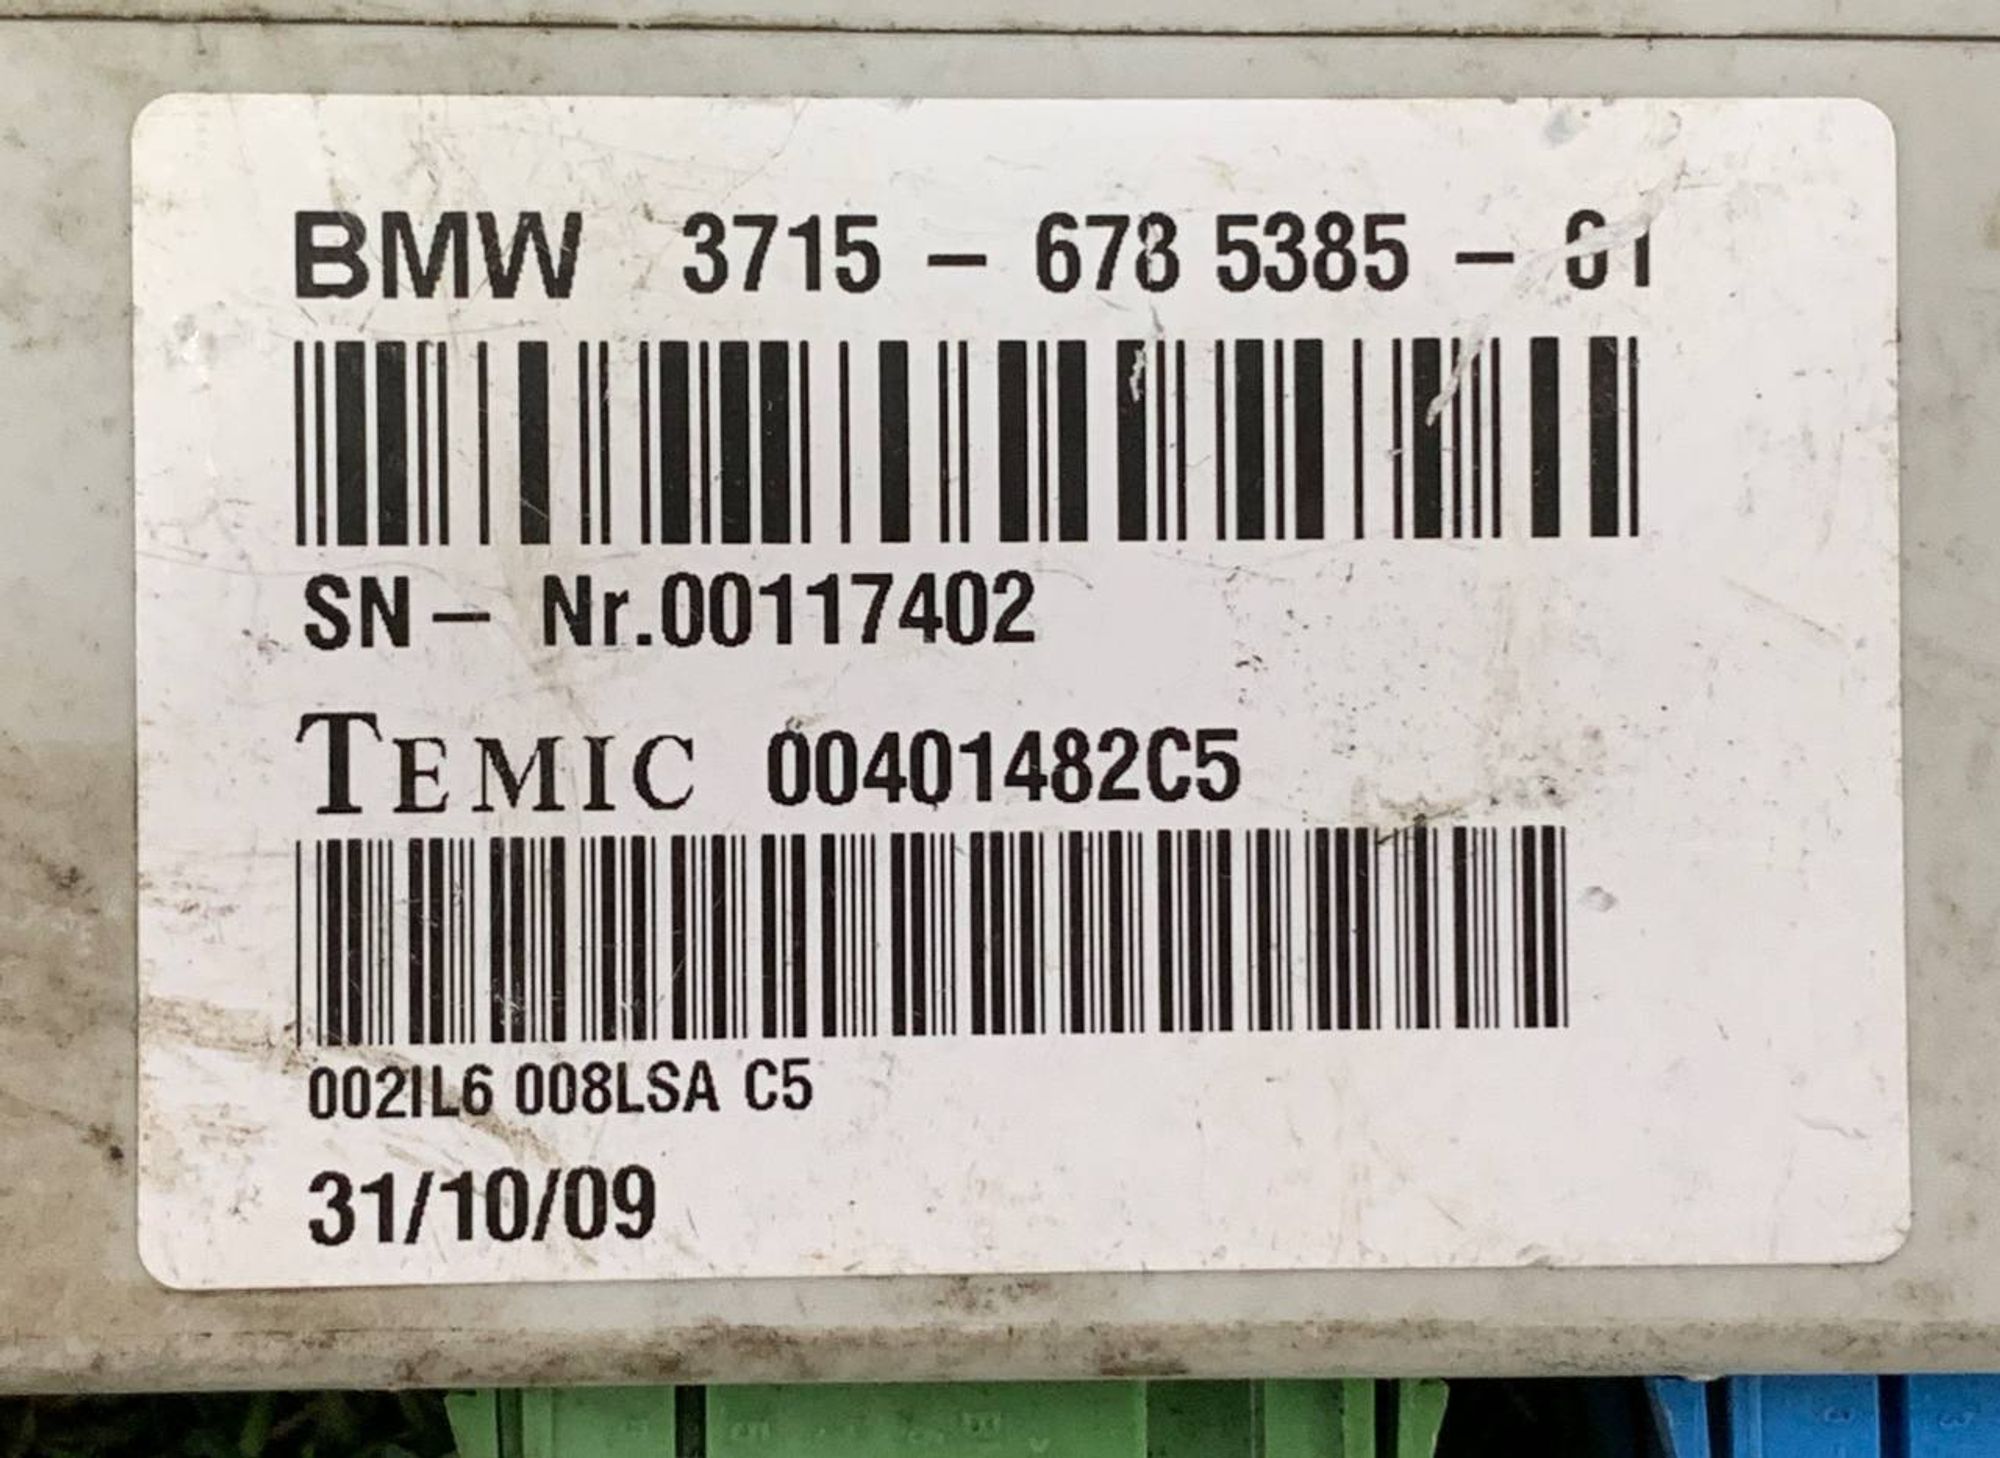 BMW 3715 – 678 5385 – 01
SN – Nr.00117402
TEMIC 00401482C5
002IL6 008LSA C5
31/10/09